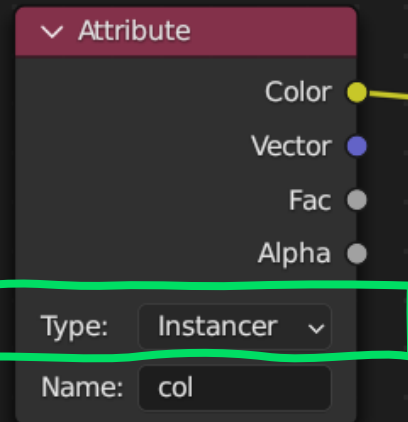 Attribute
Color
Vector
Fac
Alpha
Type: Instancer
Name: col